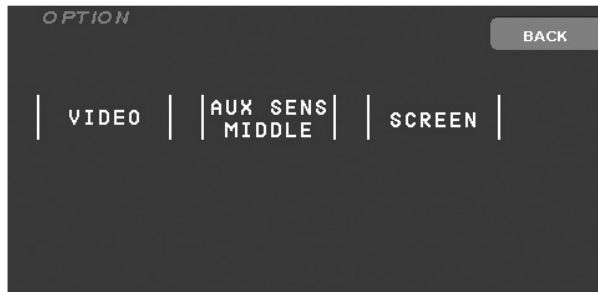 OPTION
BACK
VIDEO
AUX SENS
MIDDLE
SCREEN